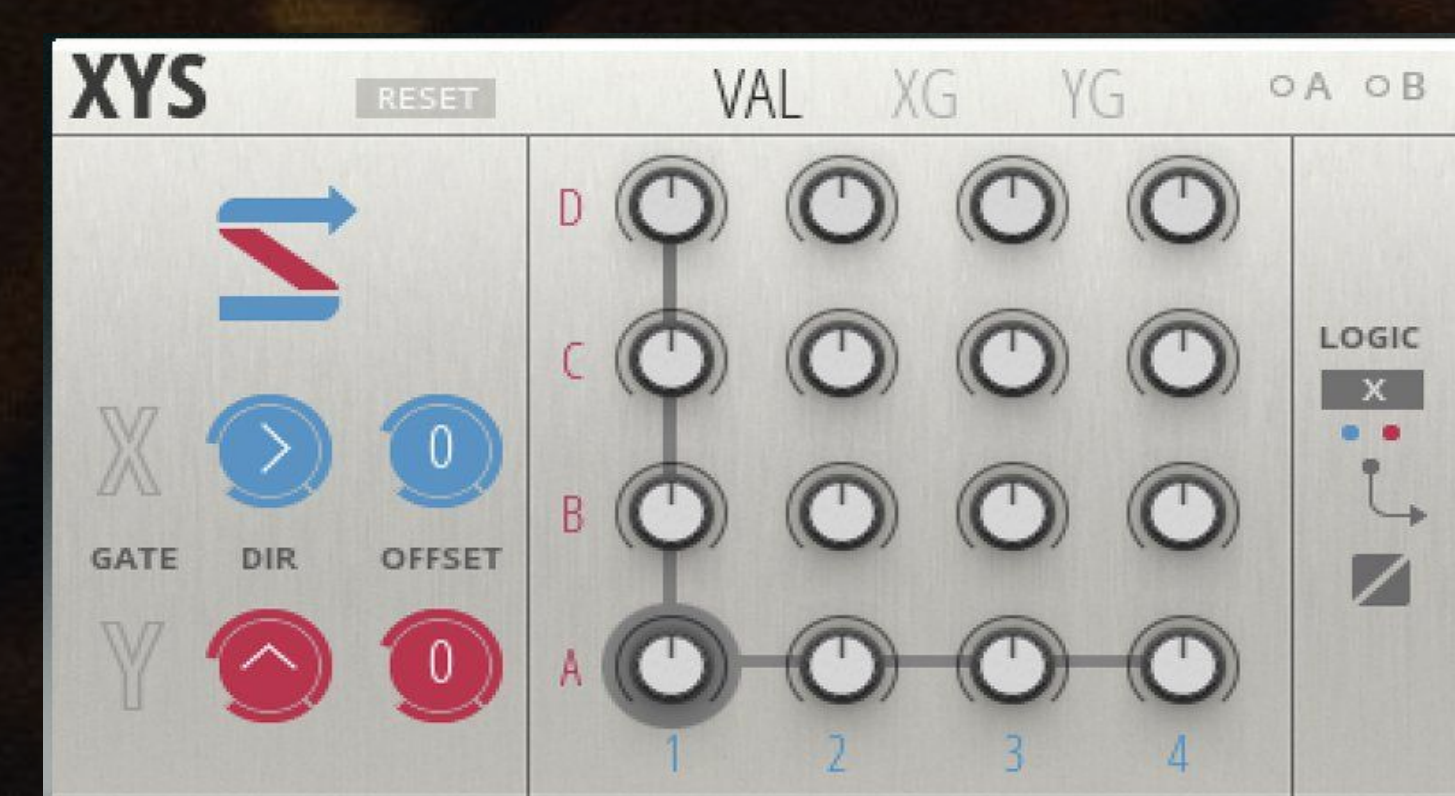 XYS RESET VAL XG YG A B
D
C
LOGIC
X
X 0
B
GATE DIR OFFSET
Y 0
A
1 2 3 4